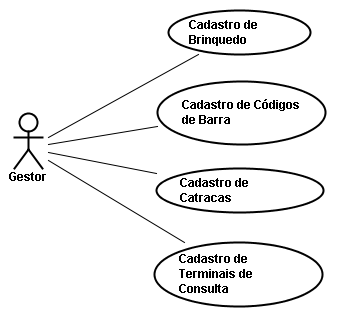 Cadastro de
Brinquedo
Cadastro de Códigos
de Barra
Gestor
Cadastro de
Catracas
Cadastro de
Terminais de
Consulta